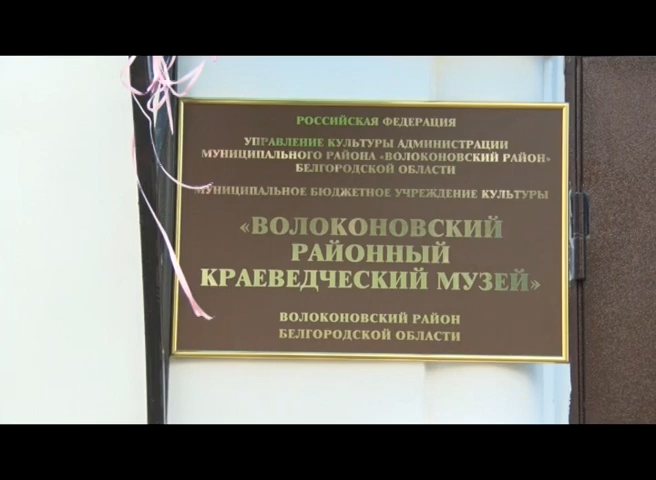 РОССИЙСКАЯ ФЕДЕРАЦИЯ
УПРАВЛЕНИЕ КУЛЬТУРЫ АДМИНИСТРАЦИИ
МУНИЦИПАЛЬНОГО РАЙОНА «ВОЛОКОНОВСКИЙ РАЙОН»
БЕЛГОРОДСКОЙ ОБЛАСТИ
МУНИЦИПАЛЬНОЕ БЮДЖЕТНОЕ УЧРЕЖДЕНИЕ КУЛЬТУРЫ
«ВОЛОКОНОВСКИЙ
РАЙОННЫЙ
КРАЕВЕДЧЕСКИЙ МУЗЕЙ»
ВОЛОКОНОВСКИЙ РАЙОН
БЕЛГОРОДСКОЙ ОБЛАСТИ